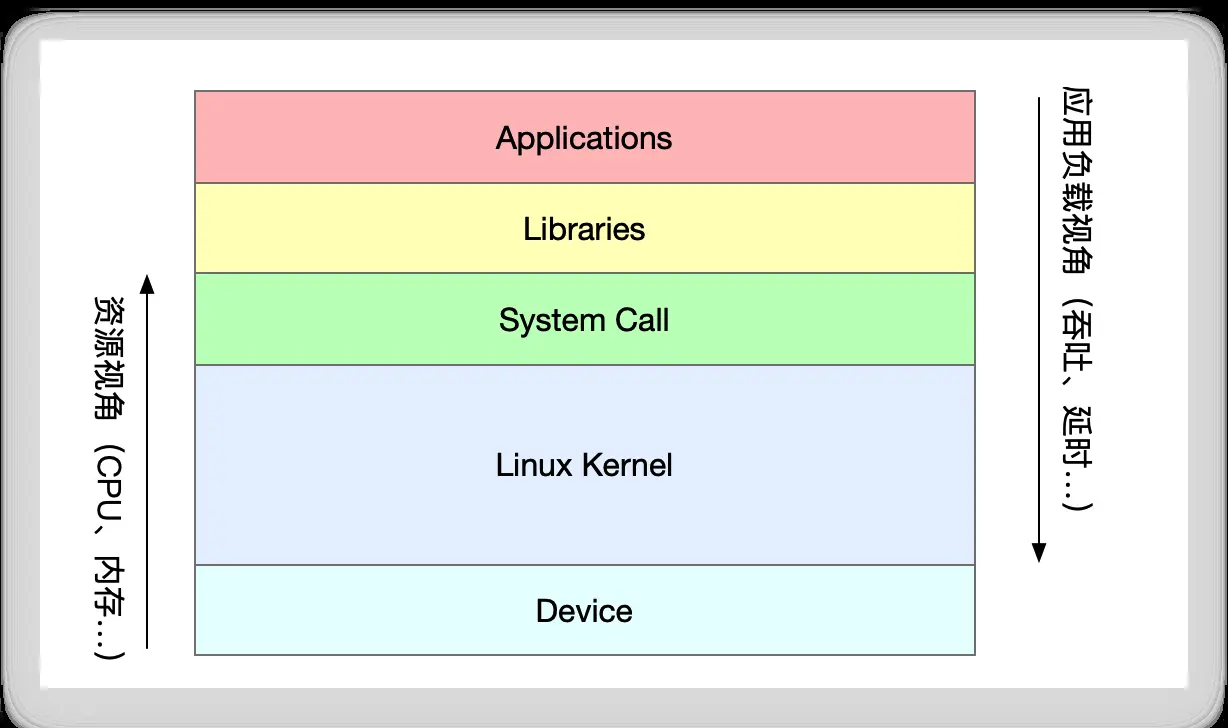 Applications
Libraries
System Call
Linux Kernel
Device
资源视角（CPU、内存...）
应用负载视角（吞吐、延时...）